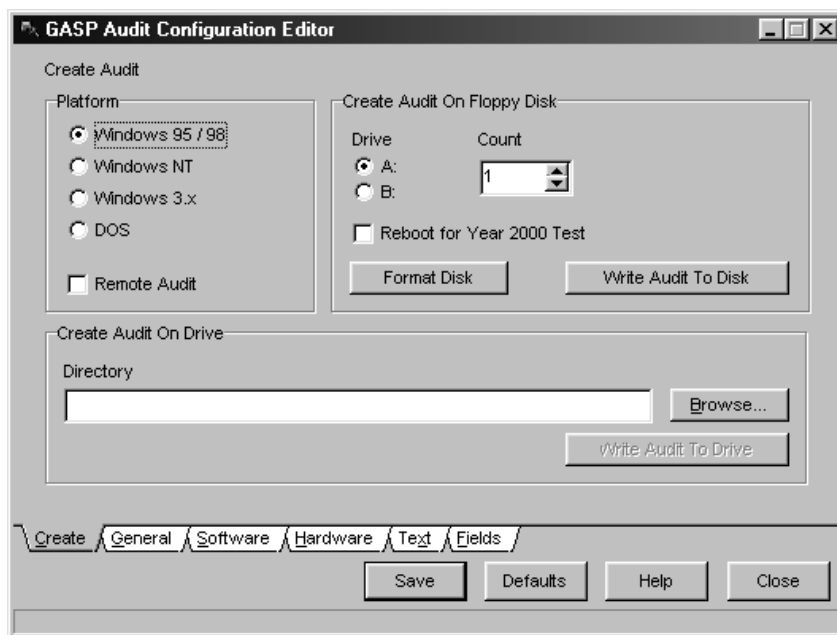 GASP Audit Configuration Editor
Create Audit
Platform
Windows 95 / 98
Windows NT
Windows 3.x
DOS
Remote Audit
Create Audit On Floppy Disk
Drive
A:
B:
Count
1
Reboot for Year 2000 Test
Format Disk
Write Audit To Disk
Create Audit On Drive
Directory
Browse...
Write Audit To Drive
Create
General
Software
Hardware
Text
Fields
Save
Defaults
Help
Close